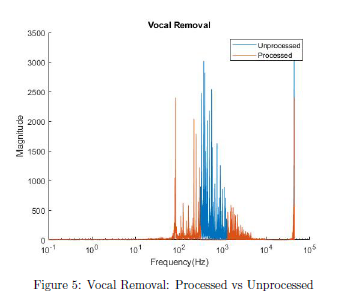 Vocal Removal
3500
Unprocessed
Processed
3000
2500
2000
1500
1000
500
0
Magnitude
10-1
100
101
102
103
104
105
Frequency(Hz)
Figure 5: Vocal Removal: Processed vs Unprocessed